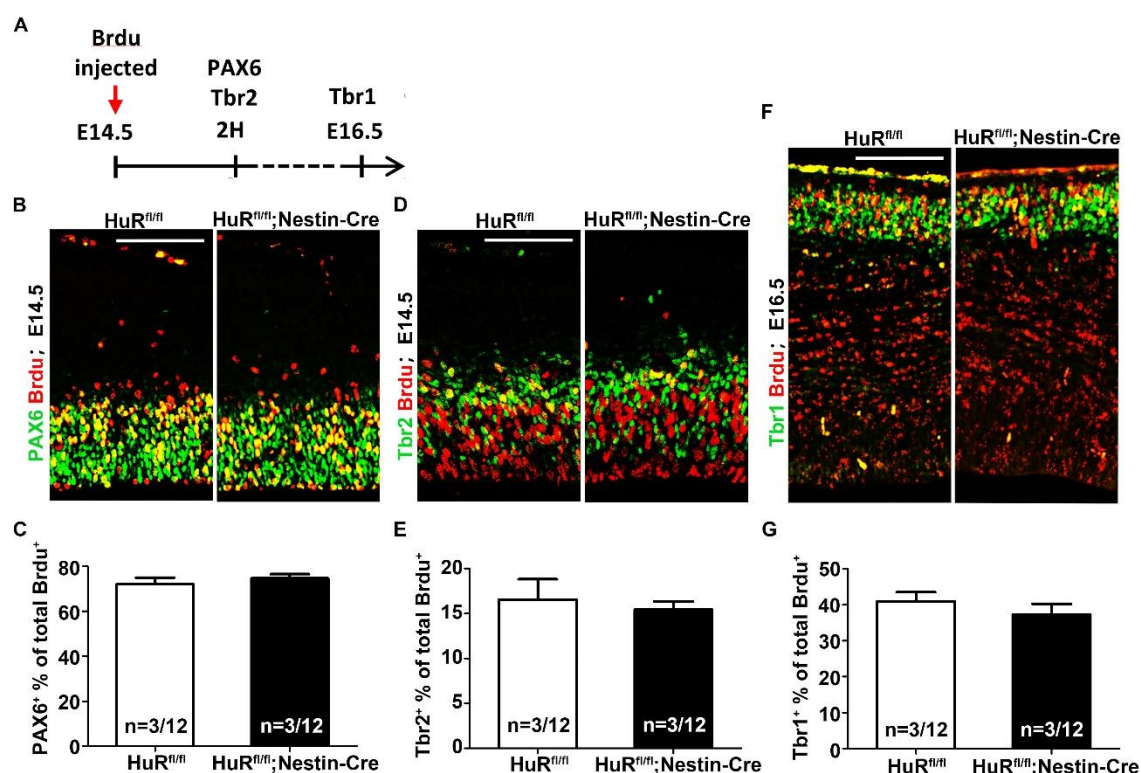 A
Brdu
injected
PAX6
Tbr2
Tbr1
E14.5
2H
E16.5
B
HuRfl/fl
HuRfl/fl;Nestin-Cre
PAX6 Brdu; E14.5
D
HuRfl/fl
HuRfl/fl;Nestin-Cre
Tbr2 Brdu; E14.5
F
HuRfl/fl
HuRfl/fl;Nestin-Cre
Tbr1 Brdu; E16.5
C
PAX6+ % of total Brdu+
80
60
40
20
0
n=3/12
n=3/12
HuRfl/fl
HuRfl/fl;Nestin-Cre
E
Tbr2+ % of total Brdu+
20
15
10
5
0
n=3/12
n=3/12
HuRfl/fl
HuRfl/fl;Nestin-Cre
G
Tbr1+ % of total Brdu+
50
40
30
20
10
0
n=3/12
n=3/12
HuRfl/fl
HuRfl/fl;Nestin-Cre